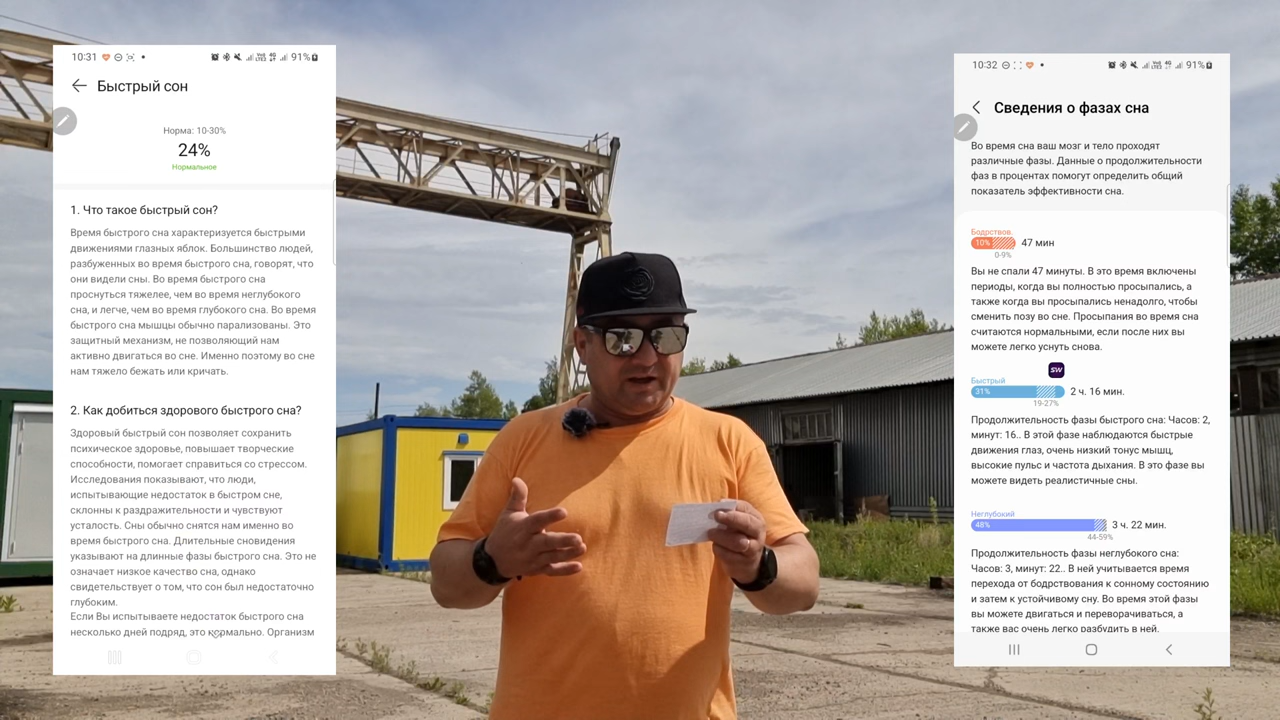 10:31
91%
Быстрый сон
Норма: 10-30%
24%
Нормальное
1. Что такое быстрый сон?
Время быстрого сна характеризуется быстрыми
движениями глазных яблок. Большинство людей,
разбуженных во время быстрого сна, говорят, что
они видели сны. Во время быстрого сна
проснуться тяжелее, чем во время неглубокого
сна, и легче, чем во время глубокого сна. Во время
быстрого сна мышцы обычно парализованы. Это
защитный механизм, не позволяющий нам
активно двигаться во сне. Именно поэтому во сне
нам тяжело бежать или кричать.
2. Как добиться здорового быстрого сна?
Здоровый быстрый сон позволяет сохранить
психическое здоровье, повышает творческие
способности, помогает справиться со стрессом.
Исследования показывают, что люди,
испытывающие недостаток в быстром сне,
склонны к раздражительности и чувствуют
усталость. Сны обычно снятся нам именно во
время быстрого сна. Длительные сновидения
указывают на длинные фазы быстрого сна. Это не
означает низкое качество сна, однако
свидетельствует о том, что сон был недостаточно
глубоким.
Если Вы испытываете недостаток быстрого сна
несколько дней подряд, это нормально. Организм
10:32
91%
Сведения о фазах сна
Во время сна ваш мозг и тело проходят
различные фазы. Данные о продолжительности
фаз в процентах помогут определить общий
показатель эффективности сна.
Бодрствов.
10% 47 мин
0-9%
Вы не спали 47 минуты. В это время включены
периоды, когда вы полностью просыпались, а
также когда вы просыпались ненадолго, чтобы
сменить позу во сне. Просыпания во время сна
считаются нормальными, если после них вы
можете легко уснуть снова.
SW
Быстрый
31% 2 ч. 16 мин.
19-27%
Продолжительность фазы быстрого сна: Часов: 2,
минут: 16.. В этой фазе наблюдаются быстрые
движения глаз, очень низкий тонус мышц,
высокие пульс и частота дыхания. В это фазе вы
можете видеть реалистичные сны.
Неглубокий
48% 3 ч. 22 мин.
44-59%
Продолжительность фазы неглубокого сна:
Часов: 3, минут: 22.. В ней учитывается время
перехода от бодрствования к сонному состоянию
и затем к устойчивому сну. Во время этой фазы
вы можете двигаться и переворачиваться, а
также вас очень легко разбудить в ней.